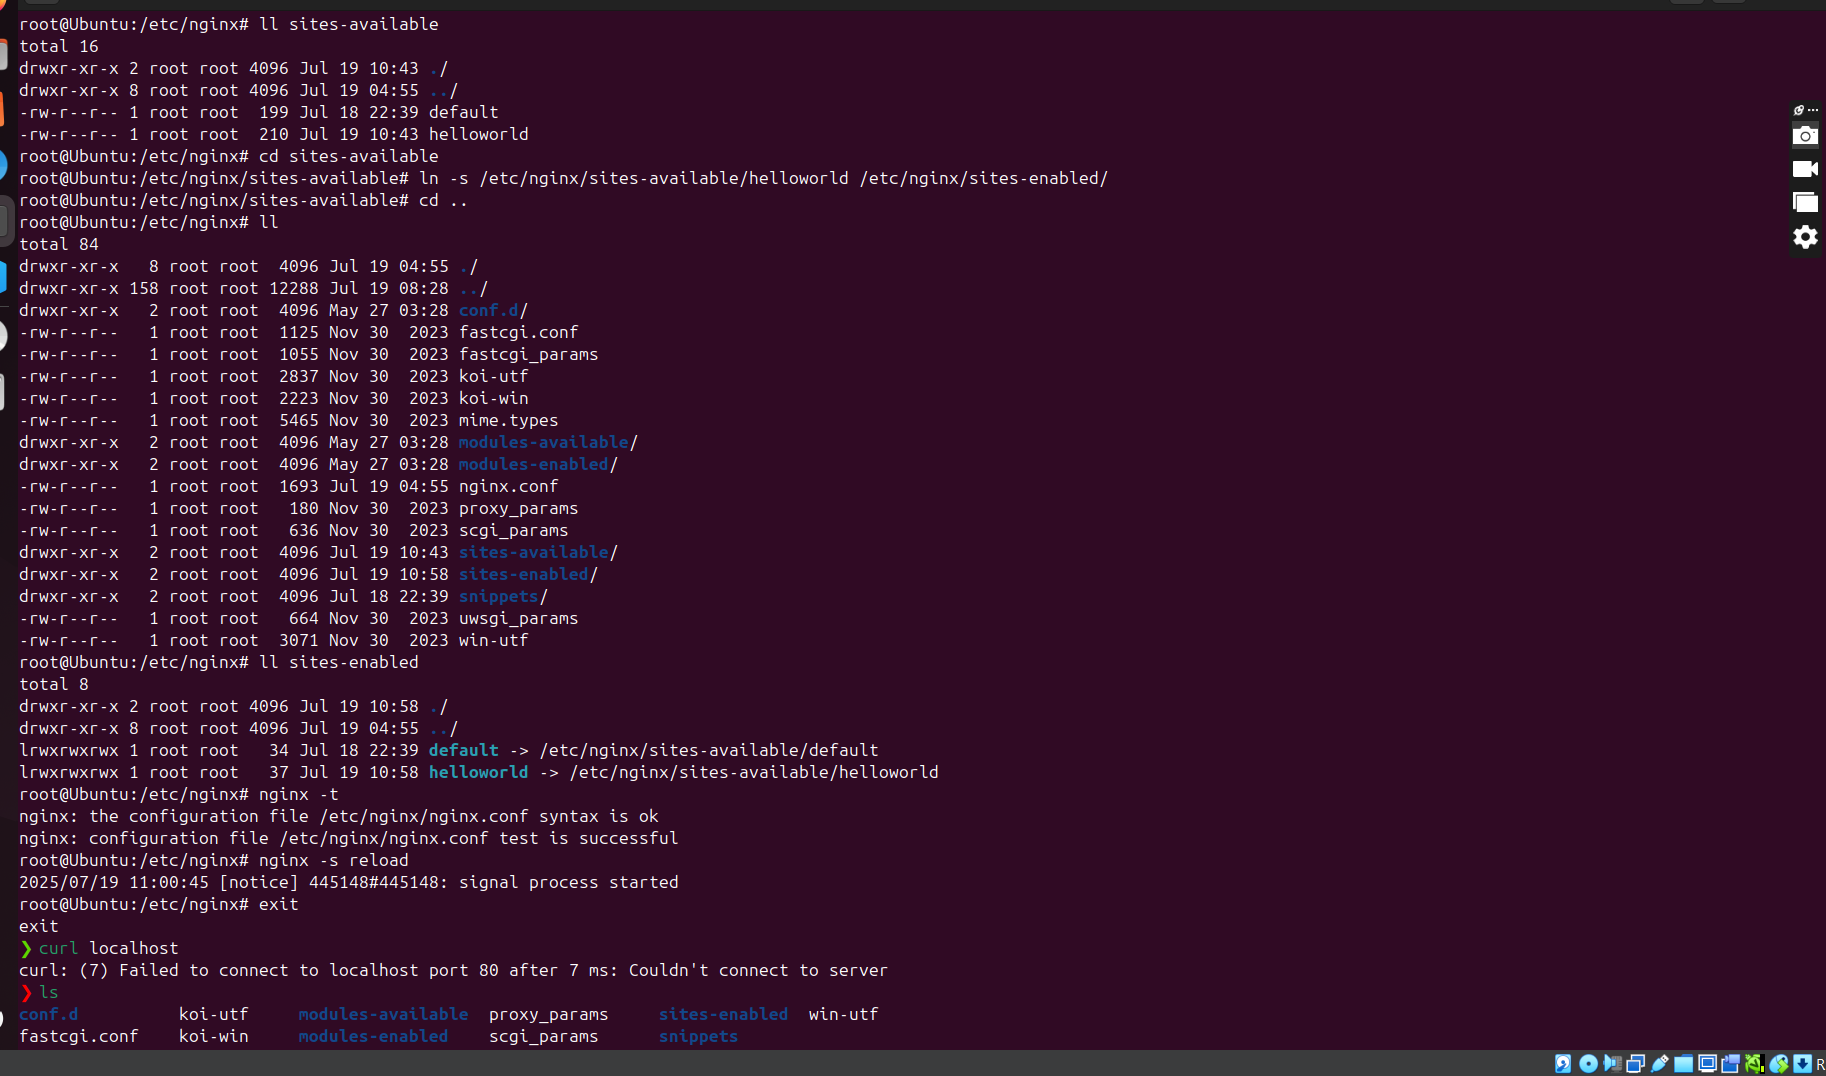 root@Ubuntu:/etc/nginx# ll sites-available
total 16
drwxr-xr-x 2 root root 4096 Jul 19 10:43 ./
drwxr-xr-x 8 root root 4096 Jul 19 04:55 ../
-rw-r--r-- 1 root root  199 Jul 18 22:39 default
-rw-r--r-- 1 root root  210 Jul 19 10:43 helloworld
root@Ubuntu:/etc/nginx# cd sites-available
root@Ubuntu:/etc/nginx/sites-available# ln -s /etc/nginx/sites-available/helloworld /etc/nginx/sites-enabled/
root@Ubuntu:/etc/nginx/sites-available# cd ..
root@Ubuntu:/etc/nginx# ll
total 84
drwxr-xr-x   8 root root  4096 Jul 19 04:55 ./
drwxr-xr-x 158 root root 12288 Jul 19 08:28 ../
drwxr-xr-x   2 root root  4096 May 27 03:28 conf.d/
-rw-r--r--   1 root root  1125 Nov 30  2023 fastcgi.conf
-rw-r--r--   1 root root  1055 Nov 30  2023 fastcgi_params
-rw-r--r--   1 root root  2837 Nov 30  2023 koi-utf
-rw-r--r--   1 root root  2223 Nov 30  2023 koi-win
-rw-r--r--   1 root root  5465 Nov 30  2023 mime.types
drwxr-xr-x   2 root root  4096 May 27 03:28 modules-available/
drwxr-xr-x   2 root root  4096 May 27 03:28 modules-enabled/
-rw-r--r--   1 root root  1693 Jul 19 04:55 nginx.conf
-rw-r--r--   1 root root   180 Nov 30  2023 proxy_params
-rw-r--r--   1 root root   636 Nov 30  2023 scgi_params
drwxr-xr-x   2 root root  4096 Jul 19 10:43 sites-available/
drwxr-xr-x   2 root root  4096 Jul 19 10:58 sites-enabled/
drwxr-xr-x   2 root root  4096 Jul 18 22:39 snippets/
-rw-r--r--   1 root root   664 Nov 30  2023 uwsgi_params
-rw-r--r--   1 root root  3071 Nov 30  2023 win-utf
root@Ubuntu:/etc/nginx# ll sites-enabled
total 8
drwxr-xr-x 2 root root 4096 Jul 19 10:58 ./
drwxr-xr-x 8 root root 4096 Jul 19 04:55 ../
lrwxrwxrwx 1 root root   34 Jul 18 22:39 default -> /etc/nginx/sites-available/default
lrwxrwxrwx 1 root root   37 Jul 19 10:58 helloworld -> /etc/nginx/sites-available/helloworld
root@Ubuntu:/etc/nginx# nginx -t
nginx: the configuration file /etc/nginx/nginx.conf syntax is ok
nginx: configuration file /etc/nginx/nginx.conf test is successful
root@Ubuntu:/etc/nginx# nginx -s reload
2025/07/19 11:00:45 [notice] 445148#445148: signal process started
root@Ubuntu:/etc/nginx# exit
exit
❯ curl localhost
curl: (7) Failed to connect to localhost port 80 after 7 ms: Couldn't connect to server
❯ ls
conf.d          koi-utf     modules-available  proxy_params     sites-enabled  win-utf
fastcgi.conf    koi-win     modules-enabled    scgi_params      snippets
R